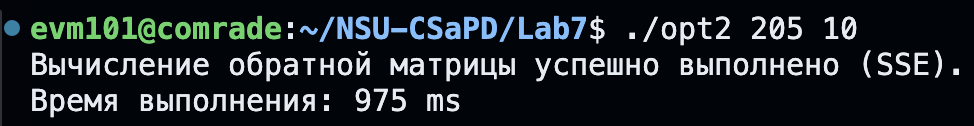 evm101@comrade:~/NSU-CSaPD/Lab7$ ./opt2 205 10
Вычисление обратной матрицы успешно выполнено (SSE).
Время выполнения: 975 ms